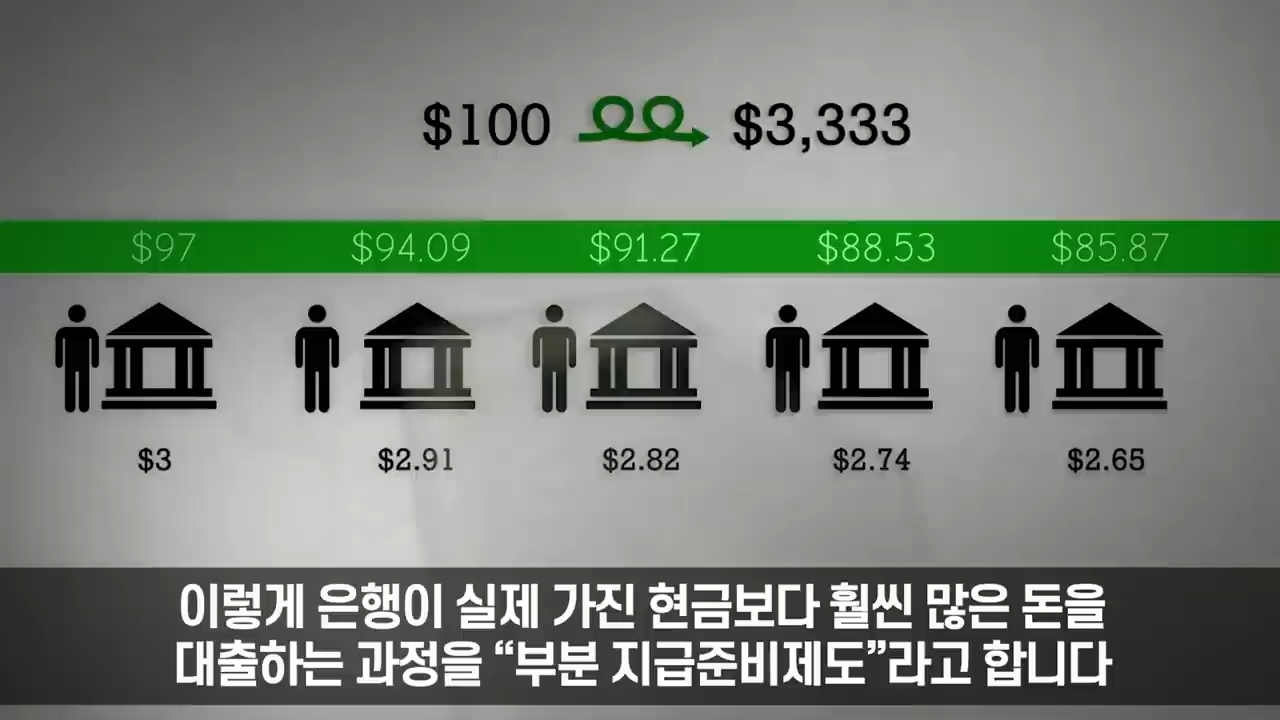 $100 $3,333
$97 $94.09 $91.27 $88.53 $85.87
$3 $2.91 $2.82 $2.74 $2.65
이렇게 은행이 실제 가진 현금보다 훨씬 많은 돈을
대출하는 과정을 “부분 지급준비제도”라고 합니다